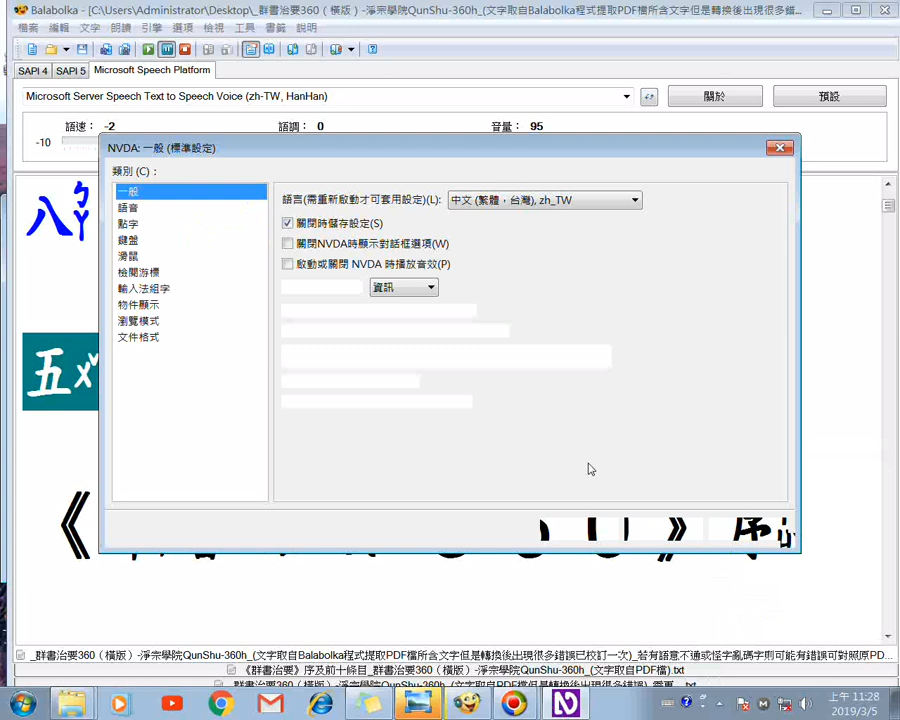 Balabolka - [C:\Users\Administrator\Desktop\_群書治要360（橫版）-淨宗學院QunShu-360h_(文字取自Balabolka程式提取PDF檔所含文字但是轉換後出現很多錯...
檔案 編輯 文字 朗讀 引擎 選項 檢視 工具 書籤 說明
SAPI 4 SAPI 5 Microsoft Speech Platform
Microsoft Server Speech Text to Speech Voice (zh-TW, HanHan)
關於 預設
語速： -2 語調： 0 音量： 95
-10
NVDA: 一般 (標準設定)
類別(C)：
一般
語音
點字
鍵盤
滑鼠
檢閱游標
輸入法組字
物件顯示
瀏覽模式
文件格式
語言(需重新啟動才可套用設定)(L): 中文 (繁體，台灣), zh_TW
關閉時儲存設定(S)
關閉NVDA時顯示對話框選項(W)
啟動或關閉 NVDA 時播放音效(P)
資訊
八ㄅㄚ
五ㄨˇ
《
》序
_群書治要360（橫版）-淨宗學院QunShu-360h_(文字取自Balabolka程式提取PDF檔所含文字但是轉換後出現很多錯誤已校訂一次)_若有語意不通或怪字亂碼字則可能有錯誤可對照原PD...
《群書治要》序及前十條目_群書治要360（橫版）-淨宗學院QunShu-360h_(文字取自PDF檔).txt
上午 11:28
2019/3/5